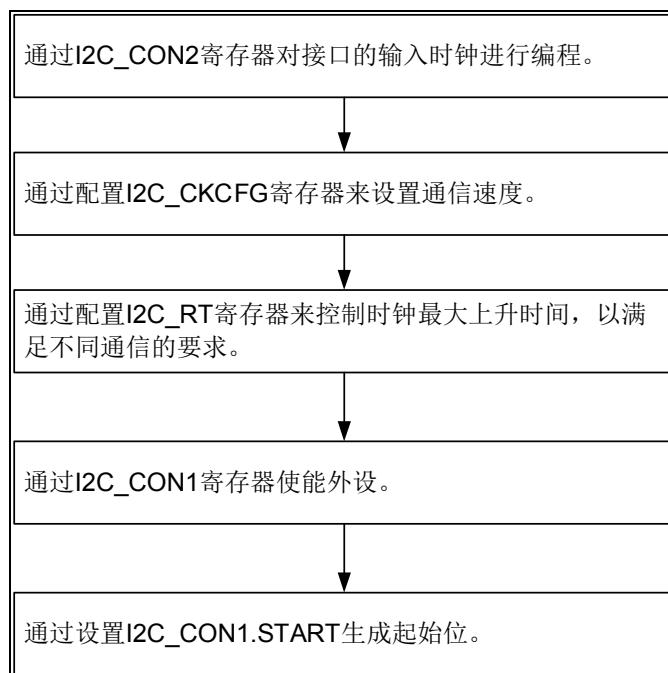 通过I2C_CON2寄存器对接口的输入时钟进行编程。
通过配置I2C_CKCFG寄存器来设置通信速度。
通过配置I2C_RT寄存器来控制时钟最大上升时间，以满
足不同通信的要求。
通过I2C_CON1寄存器使能外设。
通过设置I2C_CON1.START生成起始位。